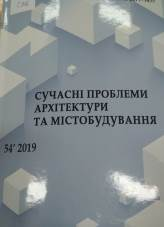 СУЧАСНІ ПРОБЛЕМИ
АРХІТЕКТУРИ
ТА МІСТОБУДУВАННЯ
54' 2019